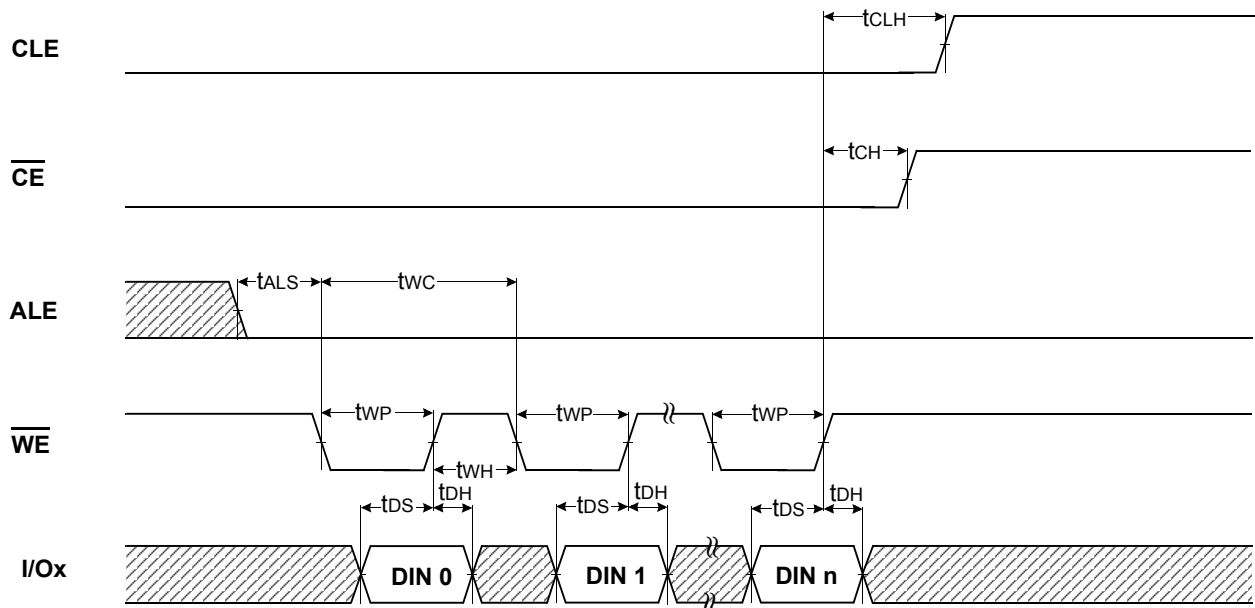 tCLH
CLE
tCH
CE
tALS
tWC
ALE
tWP
tWP
tWP
WE
tWH
tDS
tDH
tDS
tDH
tDS
tDH
I/Ox
DIN 0
DIN 1
DIN n